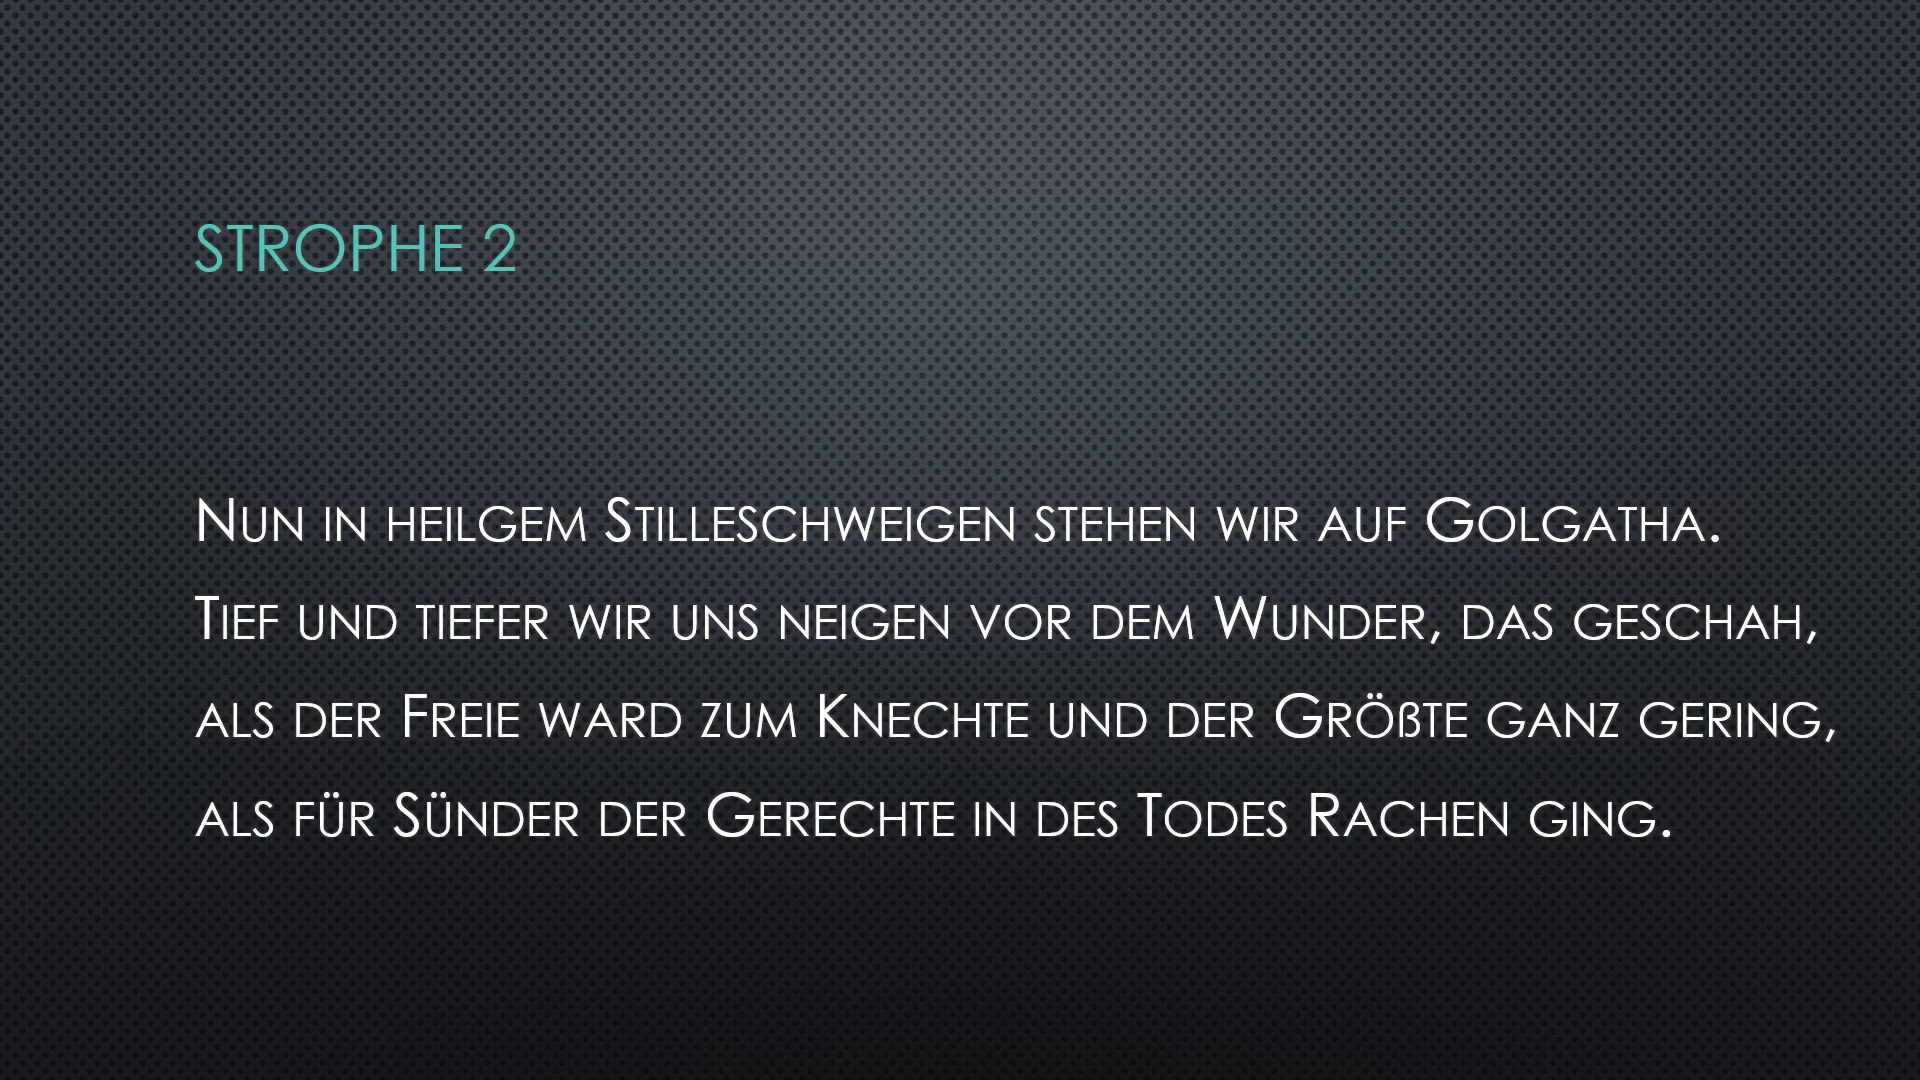 STROPHE 2
Nun in heilgem Stilleschweigen stehen wir auf Golgatha.
Tief und tiefer wir uns neigen vor dem Wunder, das geschah,
als der Freie ward zum Knechte und der Größte ganz gering,
als für Sünder der Gerechte in des Todes Rachen ging.